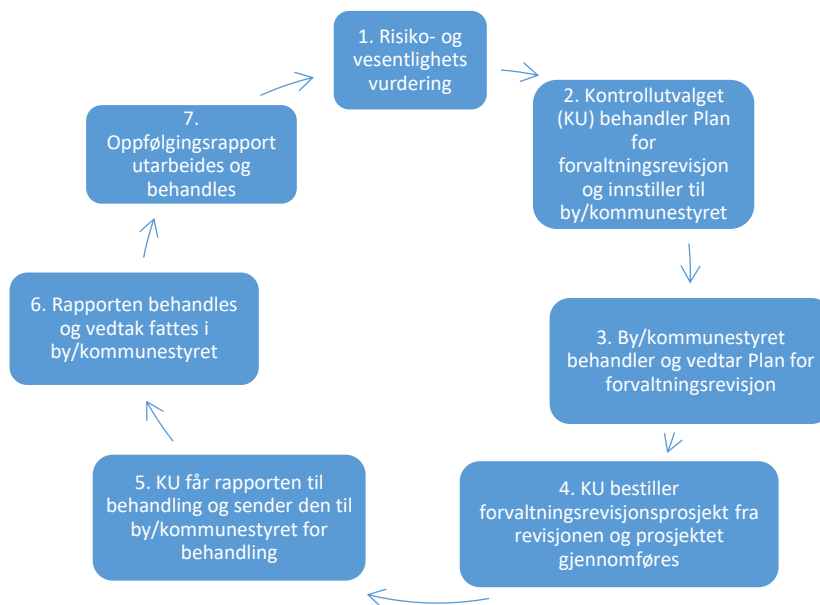 1. Risiko- og
vesentlighets
vurdering
2. Kontrollutvalget
(KU) behandler Plan
for
forvaltningsrevisjon
og innstiller til
by/kommunestyret
3. By/kommunestyret
behandler og vedtar Plan for
forvaltningsrevisjon
4. KU bestiller
forvaltningsrevisjonsprosjekt fra
revisjonen og prosjektet
gjennomføres
5. KU får rapporten til
behandling og sender den til
by/kommunestyret for
behandling
6. Rapporten behandles
og vedtak fattes i
by/kommunestyret
7.
Oppfølgingsrapport
utarbeides og
behandles